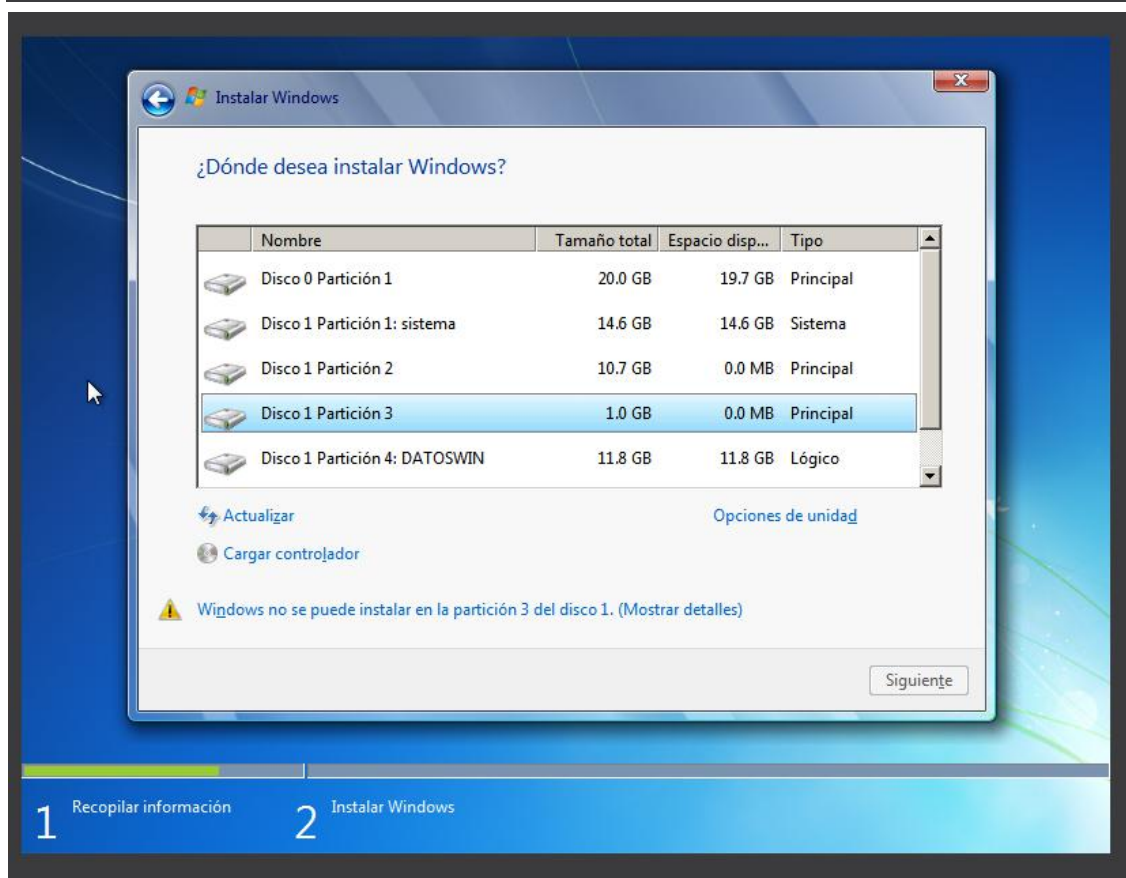 Instalar Windows
¿Dónde desea instalar Windows?
Nombre Tamaño total Espacio disp... Tipo
Disco 0 Partición 1 20.0 GB 19.7 GB Principal
Disco 1 Partición 1: sistema 14.6 GB 14.6 GB Sistema
Disco 1 Partición 2 10.7 GB 0.0 MB Principal
Disco 1 Partición 3 1.0 GB 0.0 MB Principal
Disco 1 Partición 4: DATOSWIN 11.8 GB 11.8 GB Lógico
Actualizar Opciones de unidad
Cargar controlador
Windows no se puede instalar en la partición 3 del disco 1. (Mostrar detalles)
Siguiente
1 Recopilar información 2 Instalar Windows